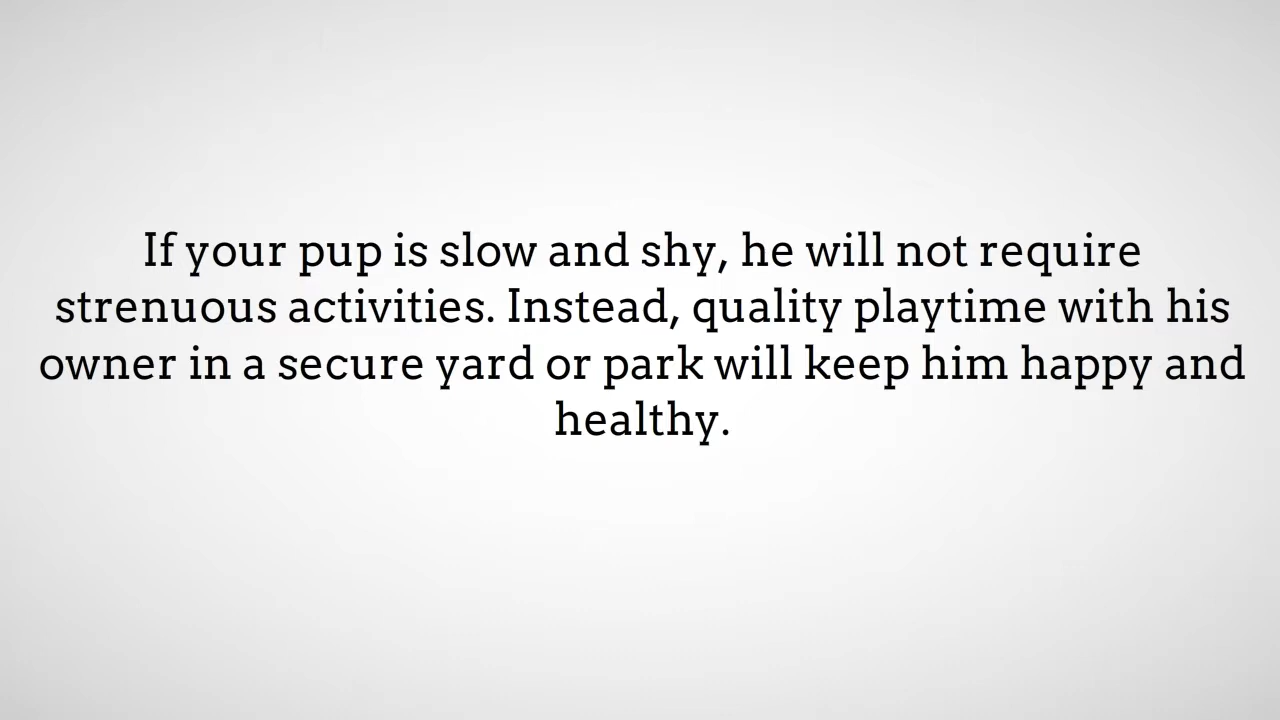 If your pup is slow and shy, he will not require
strenuous activities. Instead, quality playtime with his
owner in a secure yard or park will keep him happy and
healthy.